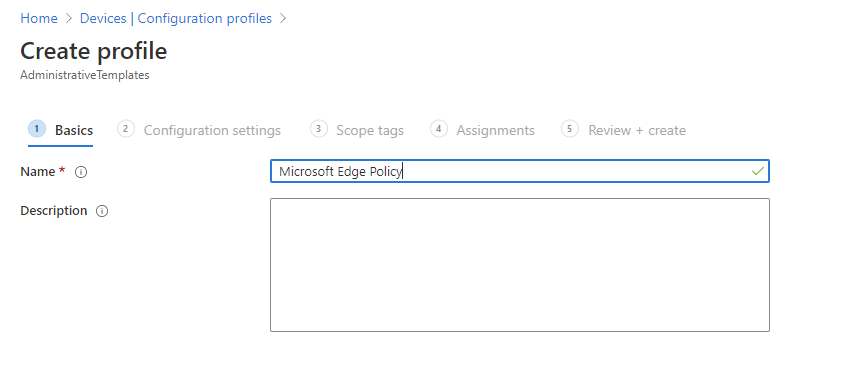 Home > Devices | Configuration profiles >
Create profile
AdministrativeTemplates
1 Basics 2 Configuration settings 3 Scope tags 4 Assignments 5 Review + create
Name * Microsoft Edge Policy
Description